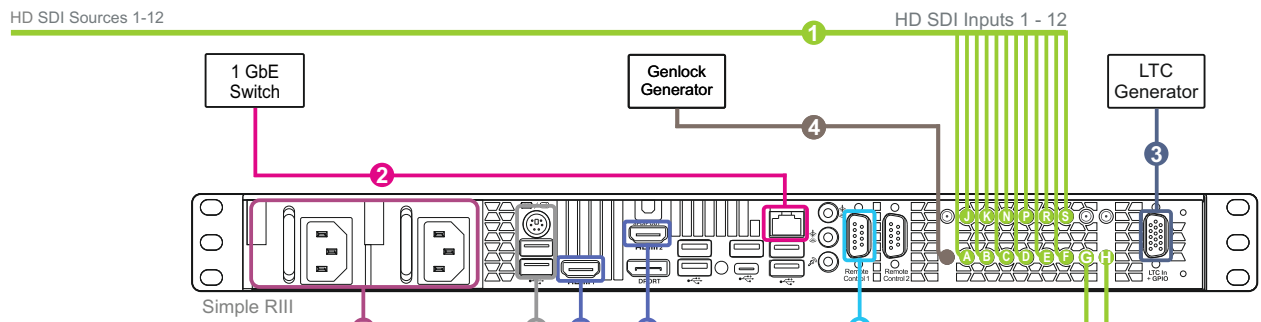 HD SDI Sources 1-12
HD SDI Inputs 1 - 12
1
1 GbE
Switch
Genlock
Generator
LTC
Generator
4
3
2
J K N P R S
A B C D E F G H
Remote
Control 1
Remote
Control 2
DPORT
LTC In
+ GPIO
Simple RIII